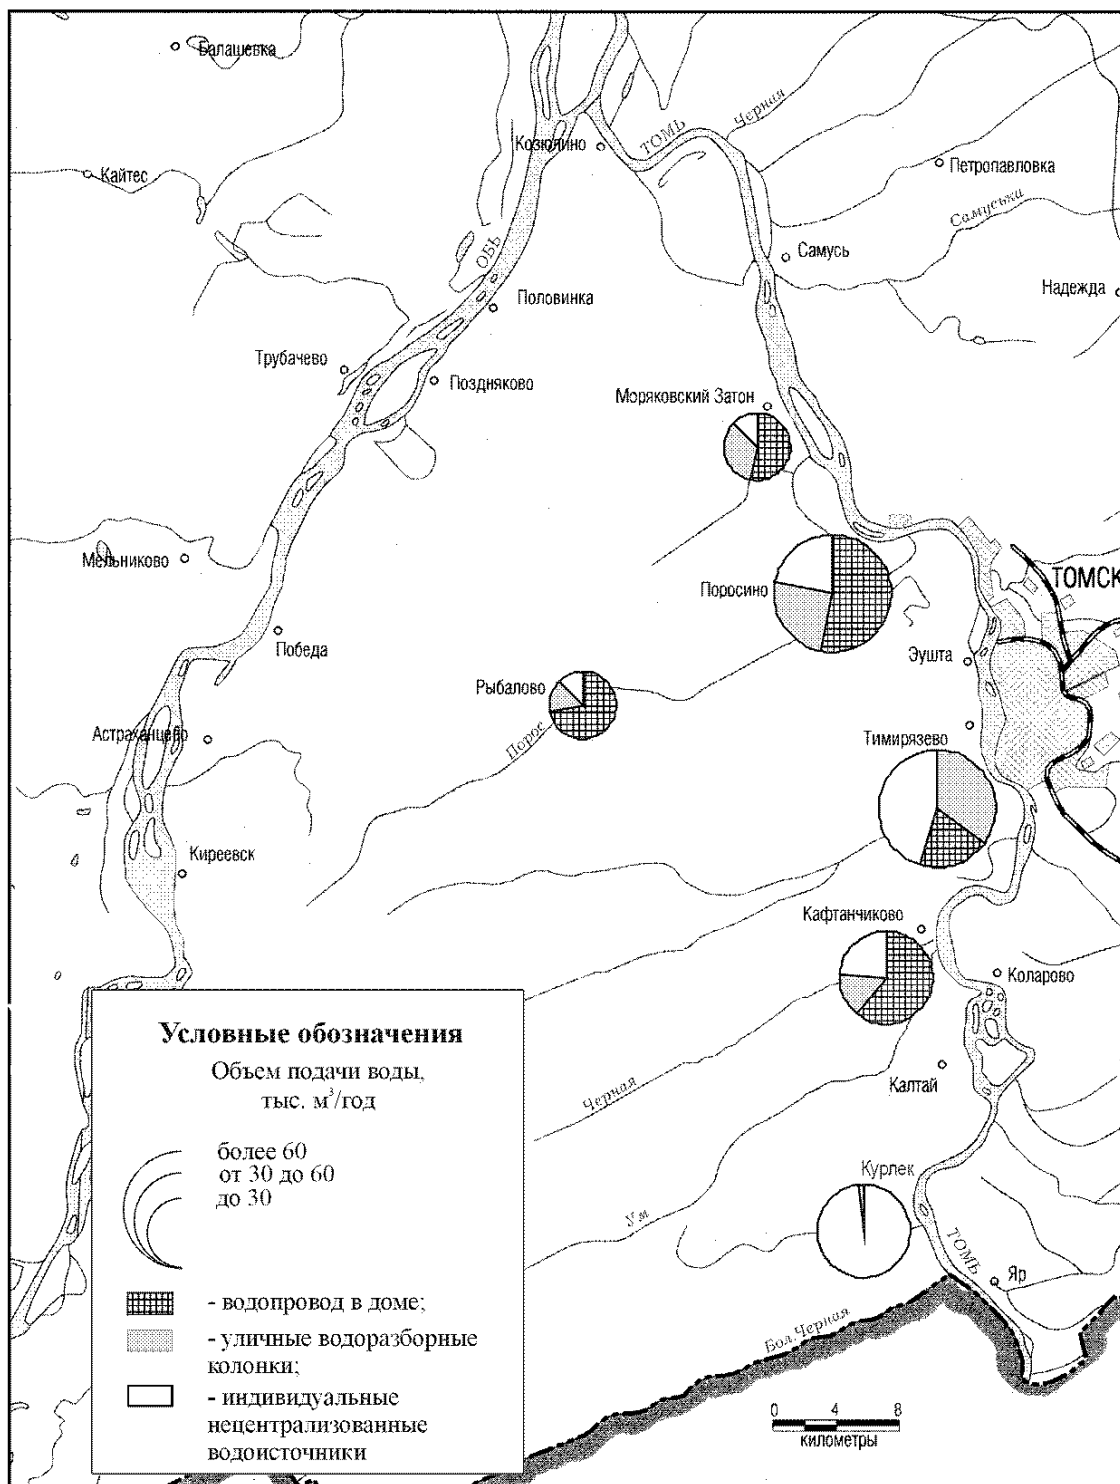 Балашевка
Козюлино
ТОМЬ
Черная
Петропавловка
Кайтес
Самуська
ОБЬ
Самусь
Надежда
Половинка
Трубачево
Поздняково
Моряковский Затон
Мельниково
ТОМСК
Поросино
Победа
Эушта
Рыбалово
Порос
Астраханцево
Тимирязево
Киреевск
Кафтанчиково
Коларово
Калтай
Черная
Курлек
Ум
ТОМЬ
Яр
Бол.Черная
Условные обозначения
Объем подачи воды,
тыс. м³/год
более 60
от 30 до 60
до 30
- водопровод в доме;
- уличные водоразборные
колонки;
- индивидуальные
нецентрализованные
водоисточники
0 4 8
километры